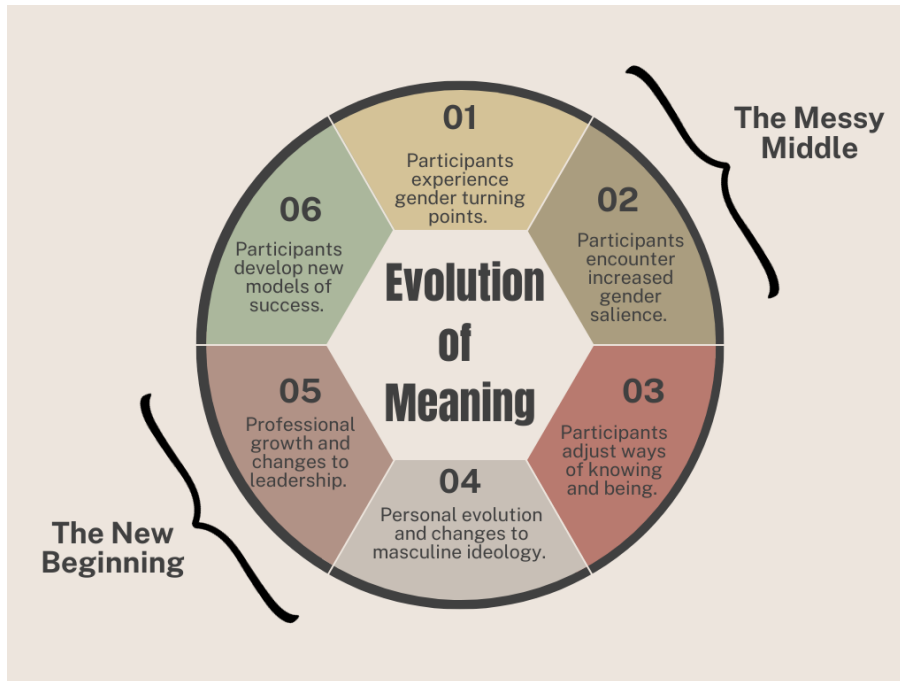 01
Participants
experience
gender turning
points.
The Messy
Middle
02
Participants
encounter
increased
gender
salience.
03
Participants
adjust ways
of knowing
and being.
04
Personal evolution
and changes to
masculine ideology.
05
Professional
growth and
changes to
leadership.
The New
Beginning
06
Participants
develop new
models of
success.
Evolution
of
Meaning